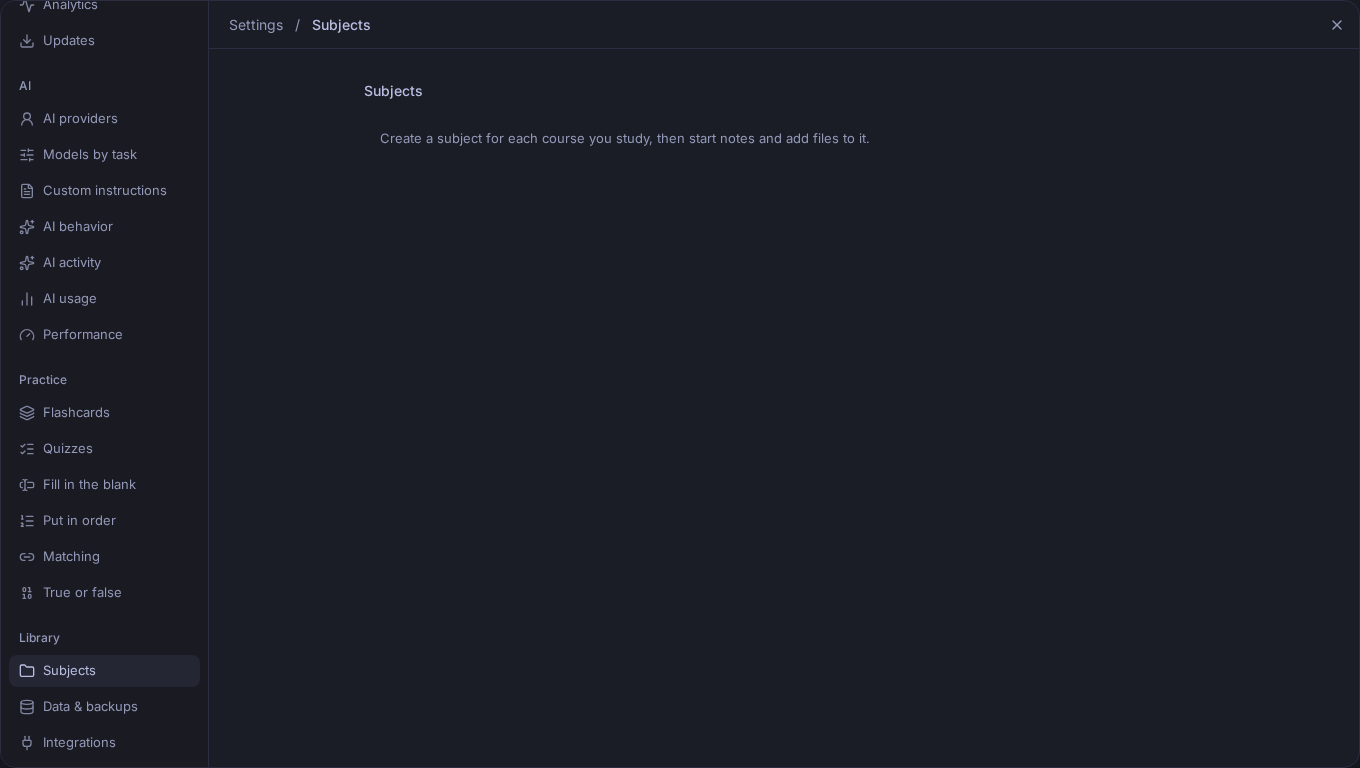 Analytics
Updates
AI
AI providers
Models by task
Custom instructions
AI behavior
AI activity
AI usage
Performance
Practice
Flashcards
Quizzes
Fill in the blank
Put in order
Matching
True or false
Library
Subjects
Data & backups
Integrations
Settings / Subjects
Subjects
Create a subject for each course you study, then start notes and add files to it.